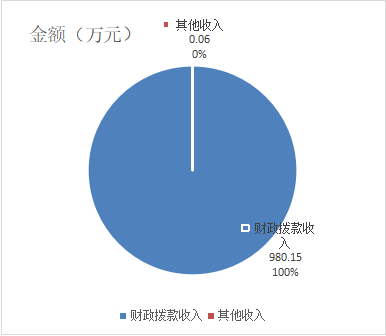 金额（万元）
其他收入
0.06
0%
财政拨款收
入
980.15
100%
财政拨款收入 其他收入